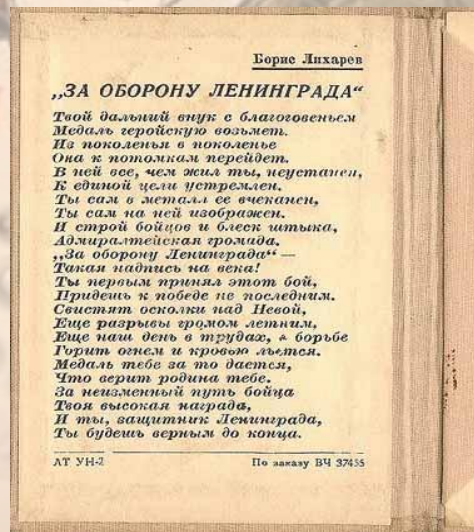 Борис Лихарев
„ЗА ОБОРОНУ ЛЕНИНГРАДА“
Твой дальний внук с благоговеньем
Медаль геройскую возьмет.
Из поколенья в поколенье
Она к потомкам перейдет.
В ней все, чем жил ты, неустанен,
К единой цели устремлен.
Ты сам в металл ее вчеканен,
Ты сам на ней изображен.
И строй бойцов и блеск штыка,
Адмиралтейская громада.
„За оборону Ленинграда“ —
Такая надпись на века!
Ты первым принял этот бой,
Придешь к победе не последним.
Свистят осколки над Невой,
Еще разрывы громом летним,
Еще наш день в трудах, в борьбе
Горит огнем и кровью льется.
Медаль тебе за то дается,
Что верит родина тебе.
За неизменный путь бойца
Твоя высокая награда,
И ты, защитник Ленинграда,
Ты будешь верным до конца.
АТ УН-2 По заказу ВЧ 37455